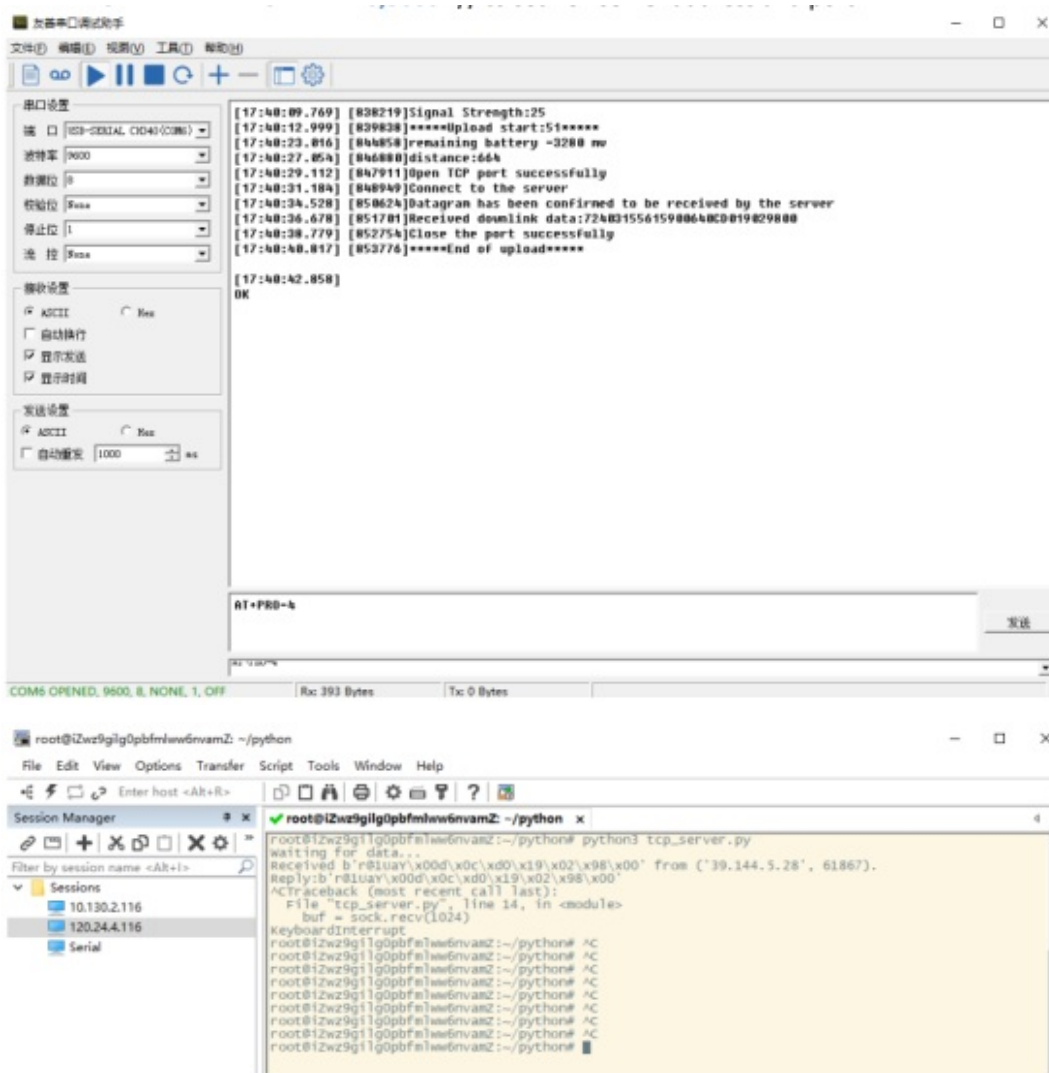 友善串口调试助手
文件(F) 编辑(E) 视图(V) 工具(T) 帮助(H)
串口设置
端 口 USB-SERIAL CH340(COM6)
波特率 9600
数据位 8
校验位 None
停止位 1
流 控 None
接收设置
ASCII Hex
自动换行
显示发送
显示时间
发送设置
ASCII Hex
自动重发 1000 ms
[17:40:09.769] [838219]Signal Strength:25
[17:40:12.999] [839838]*****Upload start:51*****
[17:40:23.016] [844858]remaining battery -3280 mv
[17:40:27.054] [846880]distance:664
[17:40:29.112] [847911]Open TCP port successfully
[17:40:31.184] [848949]Connect to the server
[17:40:34.528] [850624]Datagram has been confirmed to be received by the server
[17:40:36.678] [851701]Received downlink data:
[17:40:38.779] [852754]Close the port successfully
[17:40:40.817] [853776]*****End of upload*****
[17:40:42.858]
OK
AT+PRO=4
发送
COM6 OPENED, 9600, 8, NONE, 1, OFF Rx: 393 Bytes Tx: 0 Bytes
root@iZwz9gilg0pbfmlww6nvamZ: ~/python
File Edit View Options Transfer Script Tools Window Help
Enter host <Alt+R>
Session Manager
root@iZwz9gilg0pbfmlww6nvamZ: ~/python
Filter by session name <Alt+I>
Sessions
10.130.2.116
120.24.4.116
Serial
root@iZwz9gilg0pbfmlww6nvamZ:~/python# python3 tcp_server.py
waiting for data...
Received b'r@1UaY\x00d\x0c\xd0\x19\x02\x98\x00' from ('39.144.5.28', 61867).
Reply:b'r@1UaY\x00d\x0c\xd0\x19\x02\x98\x00'
^CTraceback (most recent call last):
File "tcp_server.py", line 14, in <module>
buf = sock.recv(1024)
KeyboardInterrupt
root@iZwz9gilg0pbfmlww6nvamZ:~/python# ^C
root@iZwz9gilg0pbfmlww6nvamZ:~/python# ^C
root@iZwz9gilg0pbfmlww6nvamZ:~/python# ^C
root@iZwz9gilg0pbfmlww6nvamZ:~/python# ^C
root@iZwz9gilg0pbfmlww6nvamZ:~/python# ^C
root@iZwz9gilg0pbfmlww6nvamZ:~/python# ^C
root@iZwz9gilg0pbfmlww6nvamZ:~/python# ^C
root@iZwz9gilg0pbfmlww6nvamZ:~/python# ^C
root@iZwz9gilg0pbfmlww6nvamZ:~/python#